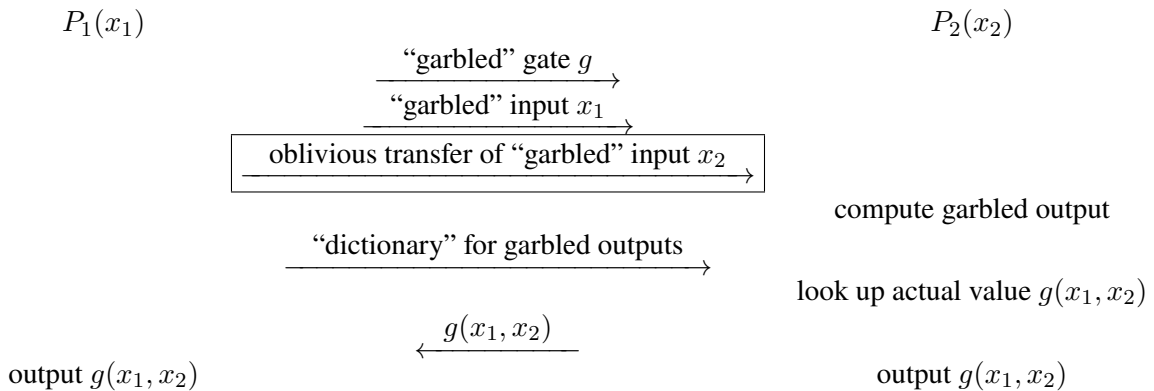 P₁(x₁) P₂(x₂)
“garbled” gate g
“garbled” input x₁
oblivious transfer of “garbled” input x₂
compute garbled output
“dictionary” for garbled outputs
look up actual value g(x₁, x₂)
g(x₁, x₂)
output g(x₁, x₂) output g(x₁, x₂)